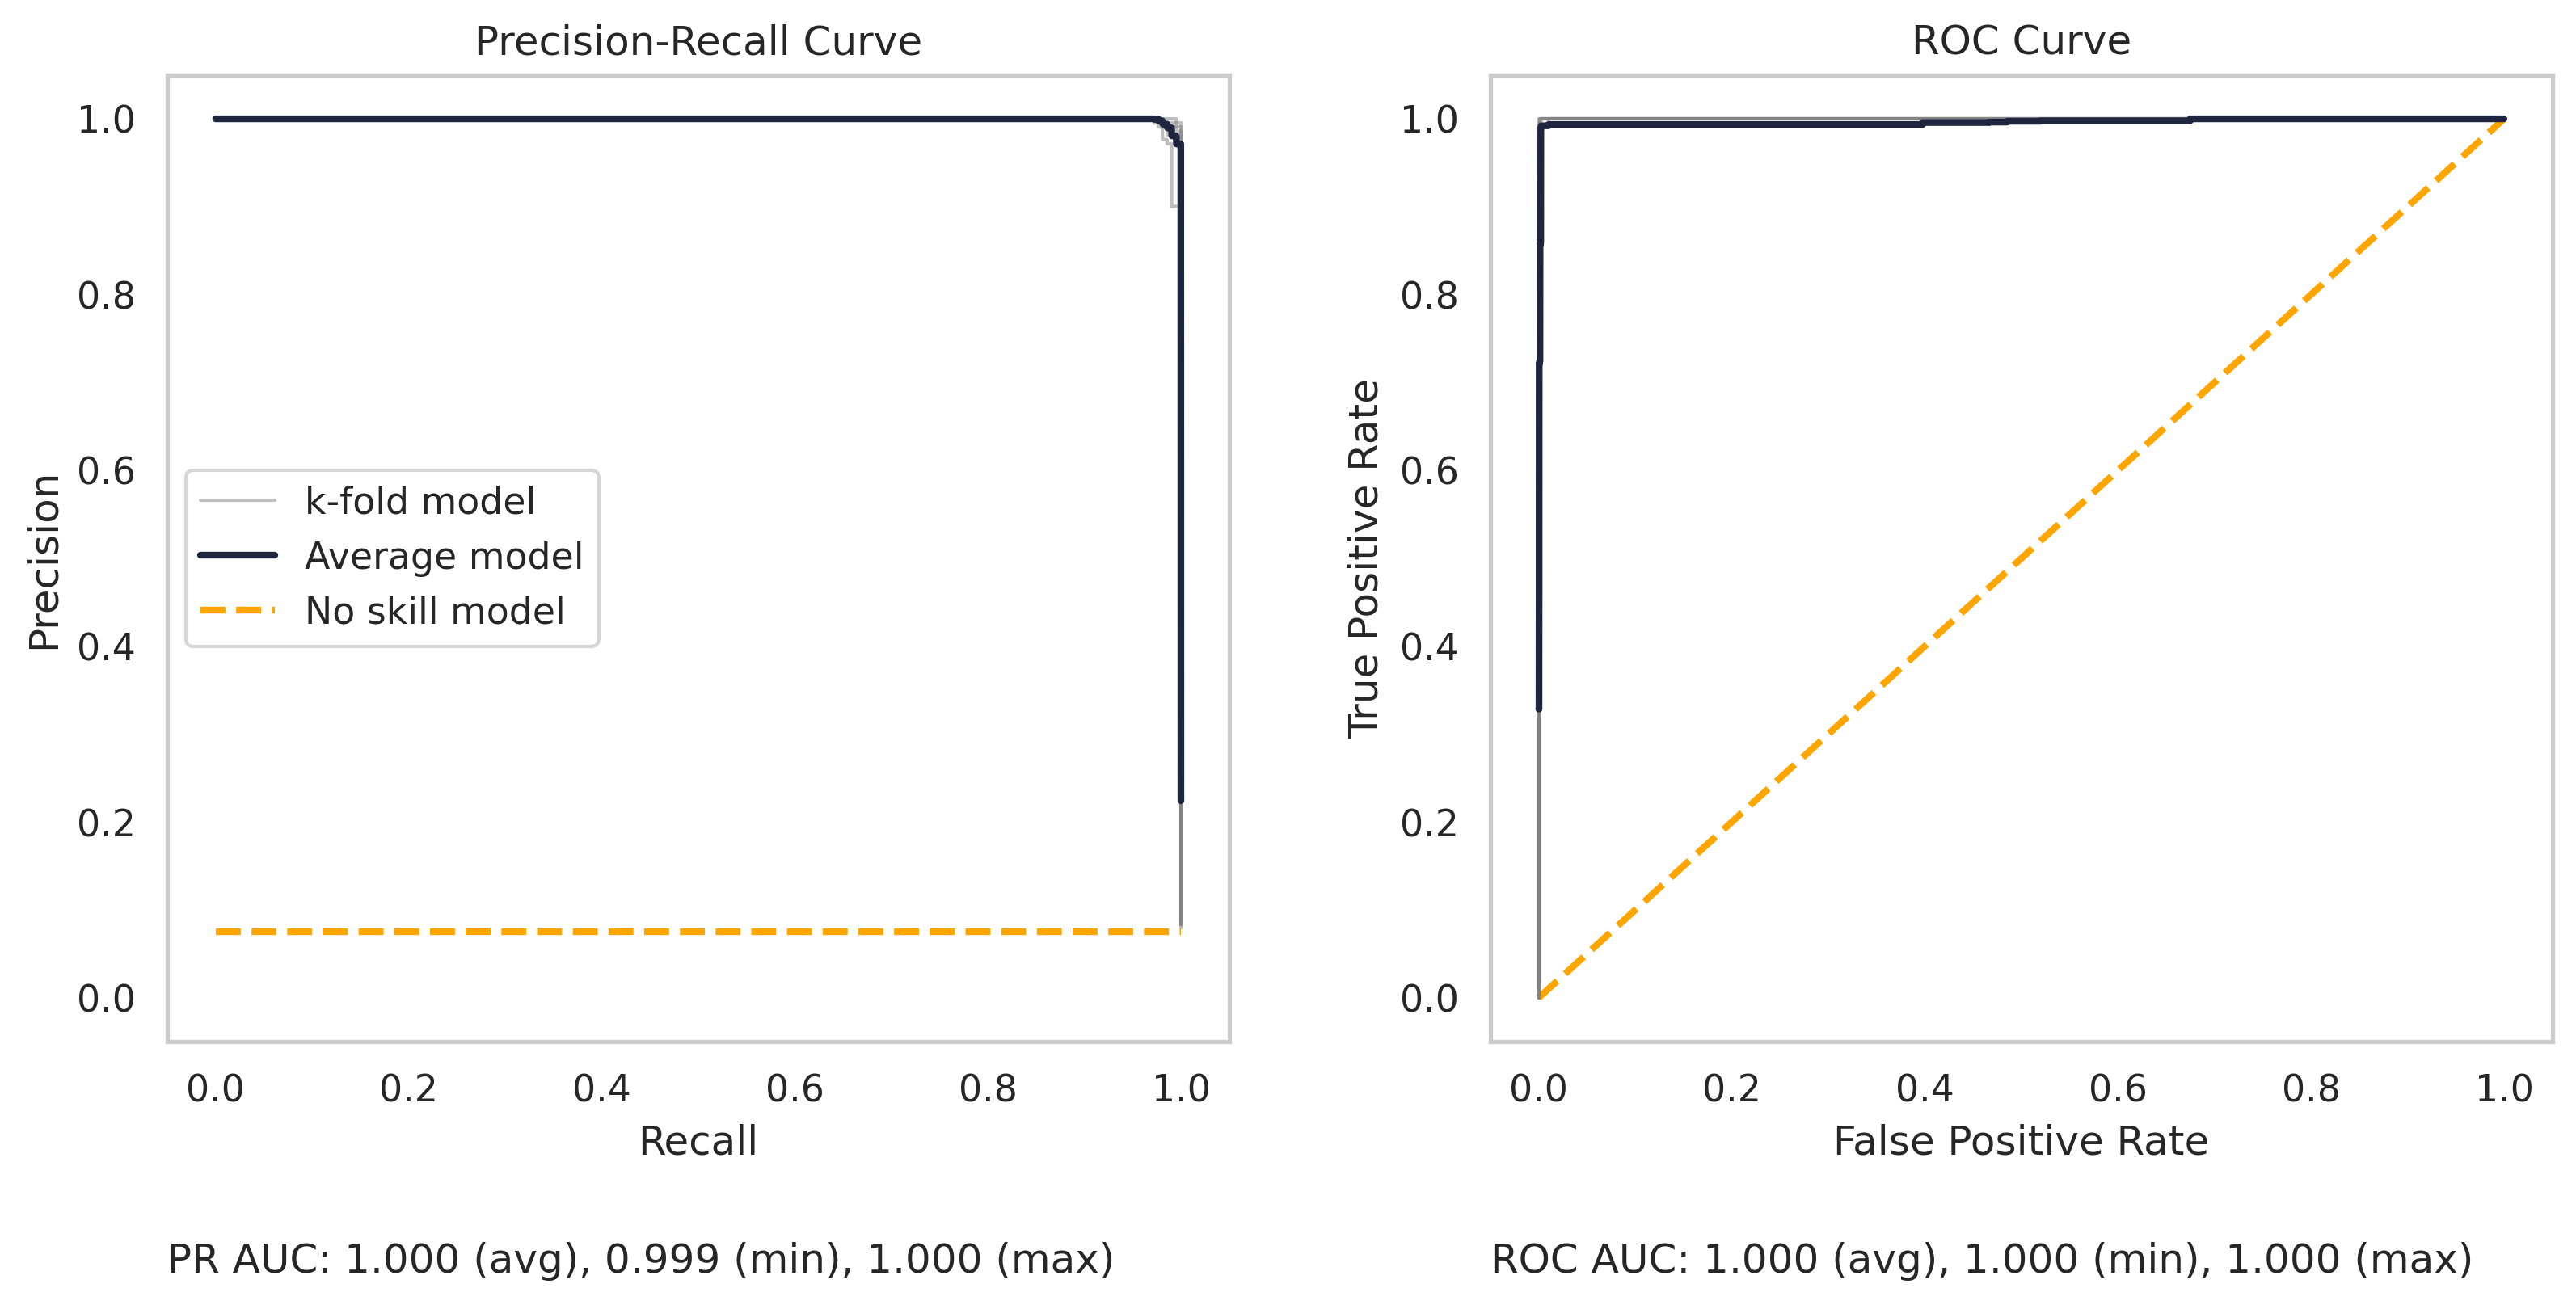 Precision-Recall Curve
1.0
0.8
0.6
0.4
0.2
0.0
Precision
k-fold model
Average model
No skill model
0.0 0.2 0.4 0.6 0.8 1.0
Recall
PR AUC: 1.000 (avg), 0.999 (min), 1.000 (max)
ROC Curve
1.0
0.8
0.6
0.4
0.2
0.0
True Positive Rate
0.0 0.2 0.4 0.6 0.8 1.0
False Positive Rate
ROC AUC: 1.000 (avg), 1.000 (min), 1.000 (max)